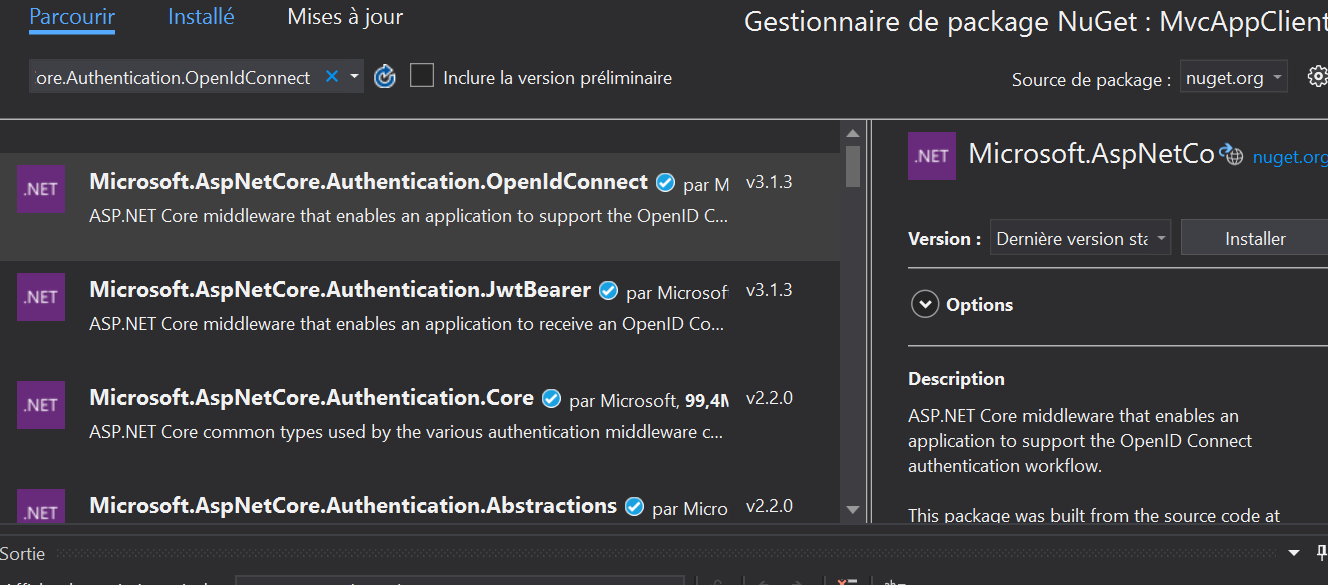 Parcourir Installé Mises à jour
Gestionnaire de package NuGet : MvcAppClient
ore.Authentication.OpenIdConnect Inclure la version préliminaire
Source de package : nuget.org
.NET Microsoft.AspNetCore.Authentication.OpenIdConnect par M v3.1.3
ASP.NET Core middleware that enables an application to support the OpenID C...
.NET Microsoft.AspNetCore.Authentication.JwtBearer par Microsof v3.1.3
ASP.NET Core middleware that enables an application to receive an OpenID Co...
.NET Microsoft.AspNetCore.Authentication.Core par Microsoft, 99,4M v2.2.0
ASP.NET Core common types used by the various authentication middleware c...
.NET Microsoft.AspNetCore.Authentication.Abstractions par Micro v2.2.0
.NET Microsoft.AspNetCo nuget.org
Version : Dernière version sta Installer
Options
Description
ASP.NET Core middleware that enables an
application to support the OpenID Connect
authentication workflow.
This package was built from the source code at
Sortie